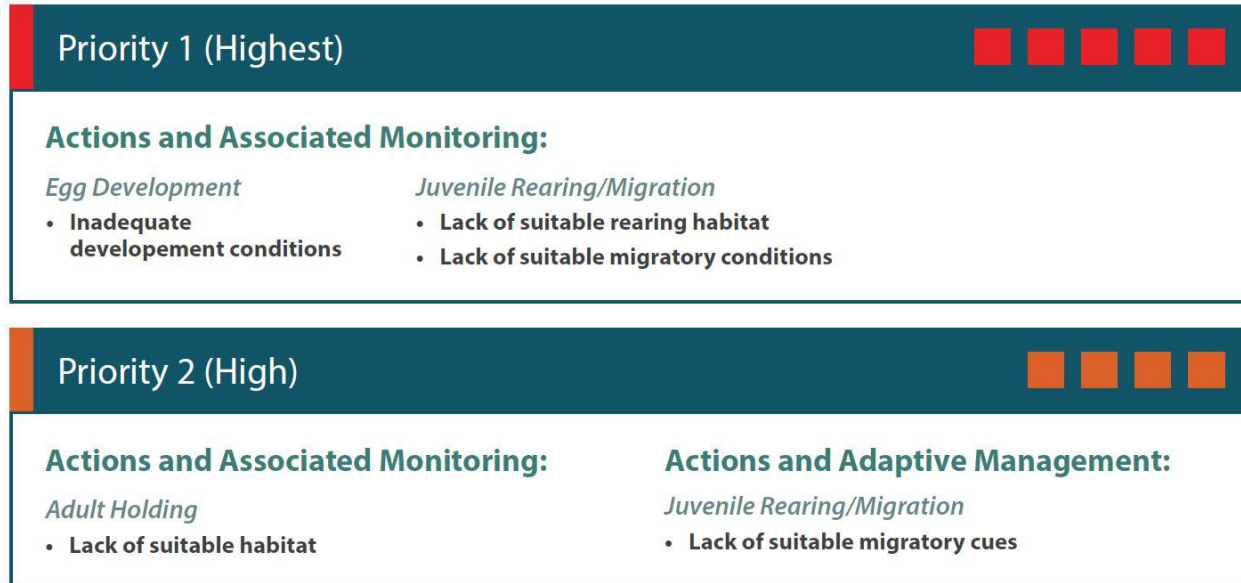 Priority 1 (Highest)
Actions and Associated Monitoring:
Egg Development
• Inadequate
developement conditions
Juvenile Rearing/Migration
• Lack of suitable rearing habitat
• Lack of suitable migratory conditions
Priority 2 (High)
Actions and Associated Monitoring:
Adult Holding
• Lack of suitable habitat
Actions and Adaptive Management:
Juvenile Rearing/Migration
• Lack of suitable migratory cues